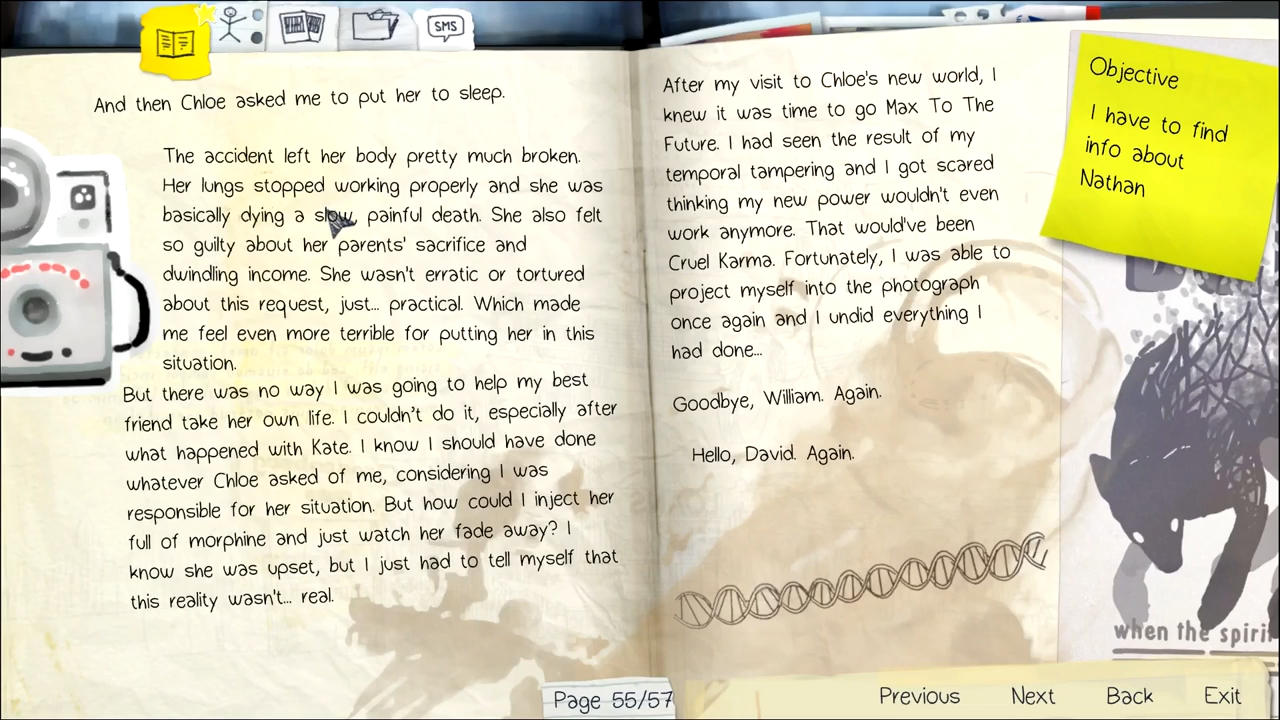 SMS
And then Chloe asked me to put her to sleep.
The accident left her body pretty much broken.
Her lungs stopped working properly and she was
basically dying a slow, painful death. She also felt
so guilty about her parents' sacrifice and
dwindling income. She wasn't erratic or tortured
about this request, just... practical. Which made
me feel even more terrible for putting her in this
situation.
But there was no way I was going to help my best
friend take her own life. I couldn't do it, especially after
what happened with Kate. I know I should have done
whatever Chloe asked of me, considering I was
responsible for her situation. But how could I inject her
full of morphine and just watch her fade away? I
know she was upset, but I just had to tell myself that
this reality wasn't... real.
After my visit to Chloe's new world, I
knew it was time to go Max To The
Future. I had seen the result of my
temporal tampering and I got scared
thinking my new power wouldn't even
work anymore. That would've been
Cruel Karma. Fortunately, I was able to
project myself into the photograph
once again and I undid everything I
had done...
Goodbye, William. Again.
Hello, David. Again.
Objective
I have to find
info about
Nathan
when the spiri
Page 55/57
Previous
Next
Back
Exit